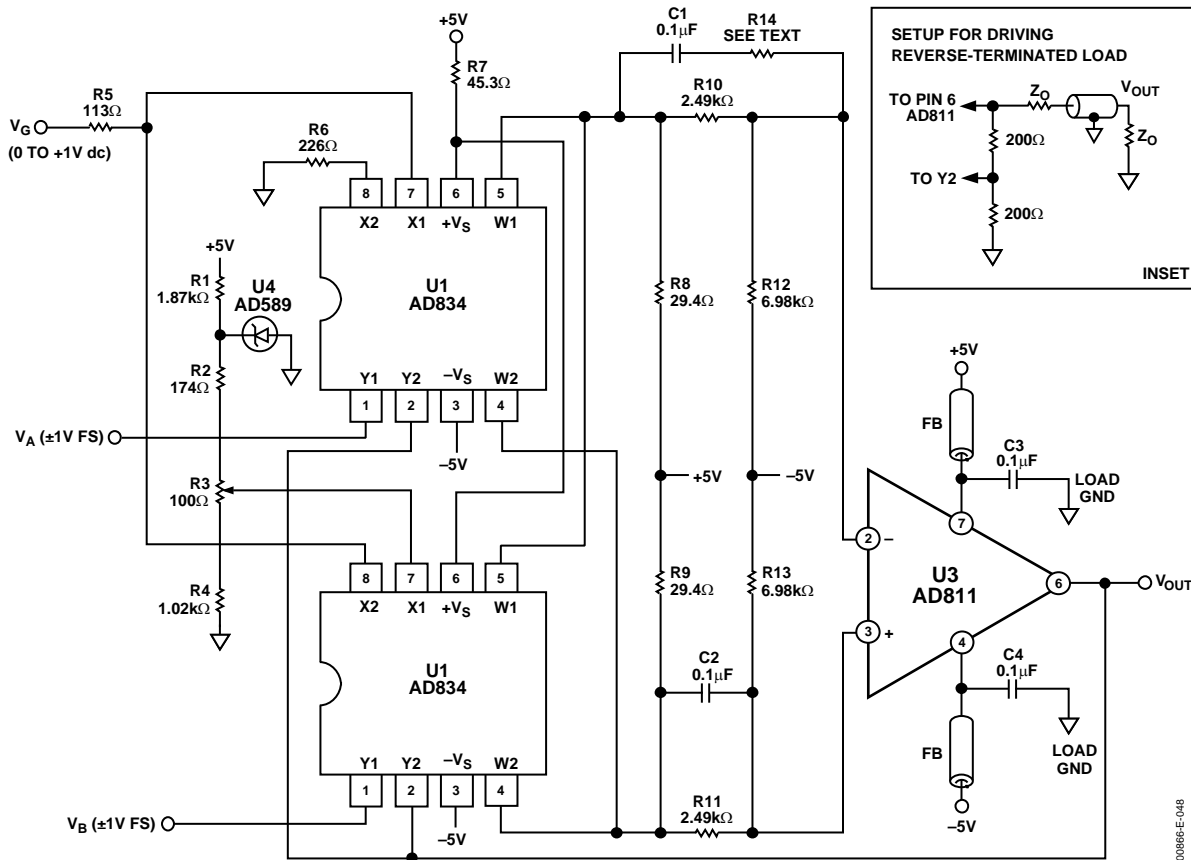 +5V
R7
45.3Ω
C1
0.1µF
R14
SEE TEXT
R10
2.49kΩ
R5
113Ω
VG
(0 TO +1V dc)
R6
226Ω
8
7
6
5
X2
X1
+VS
W1
U1
AD834
Y1
Y2
–VS
W2
1
2
3
4
–5V
+5V
R1
1.87kΩ
U4
AD589
R2
174Ω
VA (±1V FS)
R3
100Ω
R4
1.02kΩ
8
7
6
5
X2
X1
+VS
W1
U1
AD834
Y1
Y2
–VS
W2
1
2
3
4
–5V
VB (±1V FS)
R8
29.4Ω
R12
6.98kΩ
+5V
–5V
R9
29.4Ω
R13
6.98kΩ
C2
0.1µF
R11
2.49kΩ
SETUP FOR DRIVING
REVERSE-TERMINATED LOAD
TO PIN 6
AD811
ZO
VOUT
200Ω
ZO
TO Y2
200Ω
INSET
+5V
FB
C3
0.1µF
LOAD
GND
7
2
–
U3
AD811
6
VOUT
3
+
4
C4
0.1µF
LOAD
GND
FB
–5V
00866-E-048